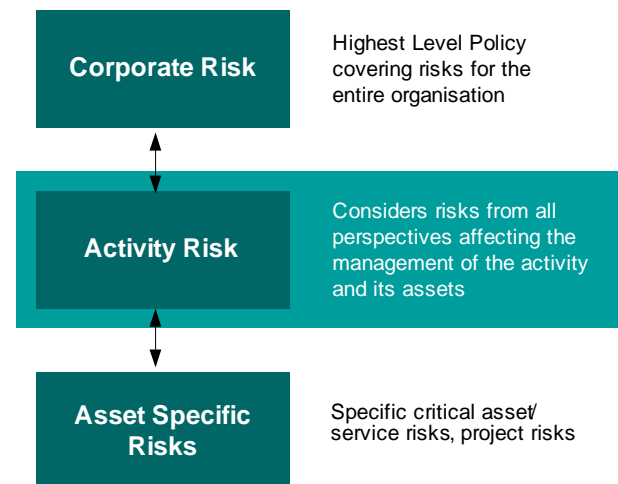 Corporate Risk
Highest Level Policy
covering risks for the
entire organisation
Activity Risk
Considers risks from all
perspectives affecting the
management of the activity
and its assets
Asset Specific
Risks
Specific critical asset/
service risks, project risks